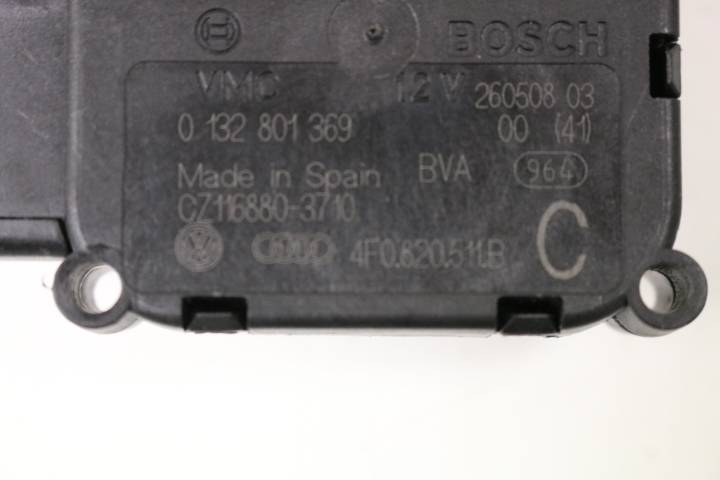 BOSCH
VMC 12 V 260508 03
0 132 801 369 00 (41)
Made in Spain BVA 964
CZ116880-3710
4F0.820.511.B C